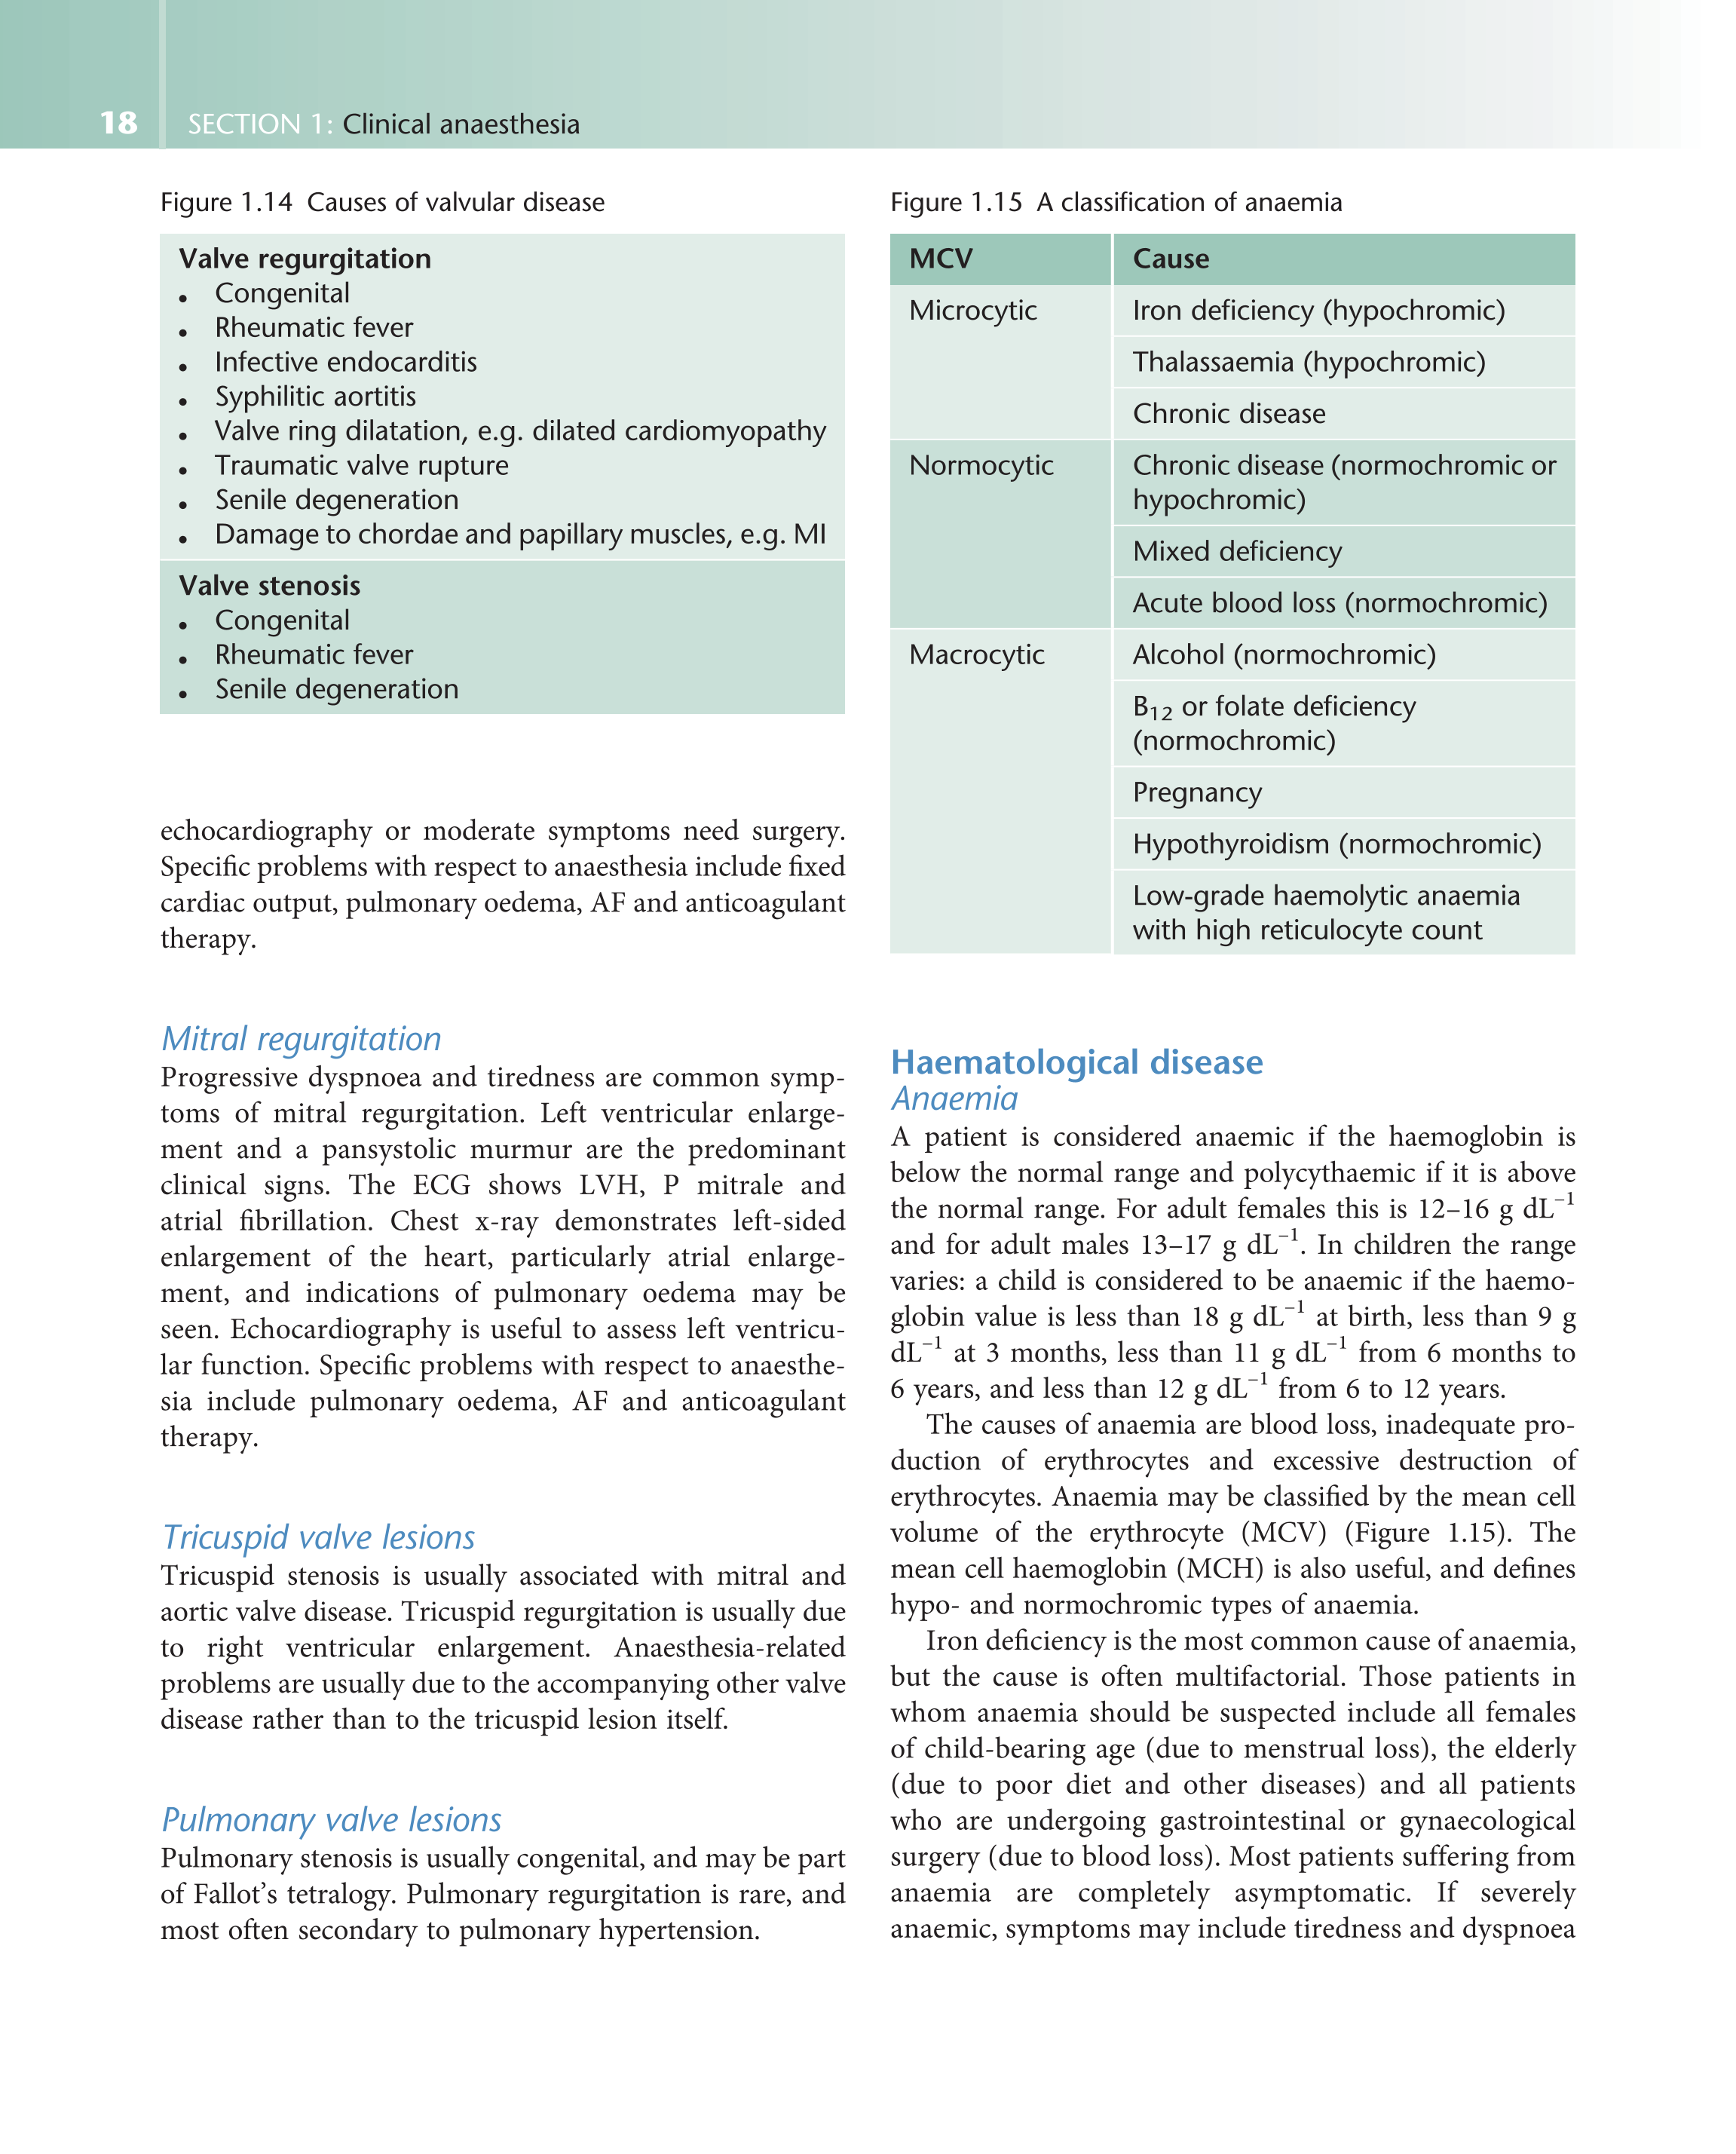 18 SECTION 1: Clinical anaesthesia
Figure 1.14 Causes of valvular disease
Valve regurgitation
• Congenital
• Rheumatic fever
• Infective endocarditis
• Syphilitic aortitis
• Valve ring dilatation, e.g. dilated cardiomyopathy
• Traumatic valve rupture
• Senile degeneration
• Damage to chordae and papillary muscles, e.g. MI
Valve stenosis
• Congenital
• Rheumatic fever
• Senile degeneration
echocardiography or moderate symptoms need surgery.
Specific problems with respect to anaesthesia include fixed
cardiac output, pulmonary oedema, AF and anticoagulant
therapy.
Mitral regurgitation
Progressive dyspnoea and tiredness are common symp-
toms of mitral regurgitation. Left ventricular enlarge-
ment and a pansystolic murmur are the predominant
clinical signs. The ECG shows LVH, P mitrale and
atrial fibrillation. Chest x-ray demonstrates left-sided
enlargement of the heart, particularly atrial enlarge-
ment, and indications of pulmonary oedema may be
seen. Echocardiography is useful to assess left ventricu-
lar function. Specific problems with respect to anaesthe-
sia include pulmonary oedema, AF and anticoagulant
therapy.
Tricuspid valve lesions
Tricuspid stenosis is usually associated with mitral and
aortic valve disease. Tricuspid regurgitation is usually due
to right ventricular enlargement. Anaesthesia-related
problems are usually due to the accompanying other valve
disease rather than to the tricuspid lesion itself.
Pulmonary valve lesions
Pulmonary stenosis is usually congenital, and may be part
of Fallot’s tetralogy. Pulmonary regurgitation is rare, and
most often secondary to pulmonary hypertension.
Figure 1.15 A classification of anaemia
MCV Cause
Microcytic Iron deficiency (hypochromic)
Thalassaemia (hypochromic)
Chronic disease
Normocytic Chronic disease (normochromic or
hypochromic)
Mixed deficiency
Acute blood loss (normochromic)
Macrocytic Alcohol (normochromic)
B₁₂ or folate deficiency
(normochromic)
Pregnancy
Hypothyroidism (normochromic)
Low-grade haemolytic anaemia
with high reticulocyte count
Haematological disease
Anaemia
A patient is considered anaemic if the haemoglobin is
below the normal range and polycythaemic if it is above
the normal range. For adult females this is 12–16 g dL⁻¹
and for adult males 13–17 g dL⁻¹. In children the range
varies: a child is considered to be anaemic if the haemo-
globin value is less than 18 g dL⁻¹ at birth, less than 9 g
dL⁻¹ at 3 months, less than 11 g dL⁻¹ from 6 months to
6 years, and less than 12 g dL⁻¹ from 6 to 12 years.
The causes of anaemia are blood loss, inadequate pro-
duction of erythrocytes and excessive destruction of
erythrocytes. Anaemia may be classified by the mean cell
volume of the erythrocyte (MCV) (Figure 1.15). The
mean cell haemoglobin (MCH) is also useful, and defines
hypo- and normochromic types of anaemia.
Iron deficiency is the most common cause of anaemia,
but the cause is often multifactorial. Those patients in
whom anaemia should be suspected include all females
of child-bearing age (due to menstrual loss), the elderly
(due to poor diet and other diseases) and all patients
who are undergoing gastrointestinal or gynaecological
surgery (due to blood loss). Most patients suffering from
anaemia are completely asymptomatic. If severely
anaemic, symptoms may include tiredness and dyspnoea